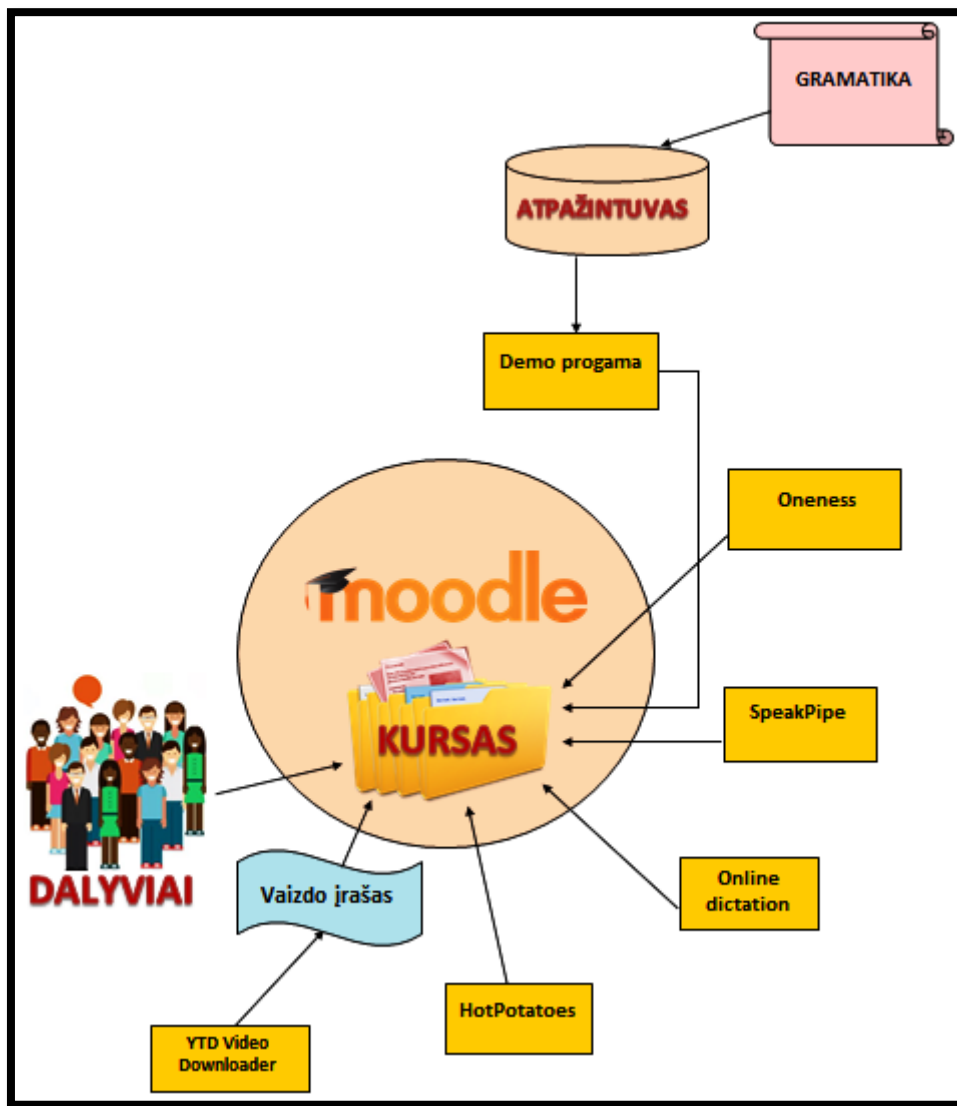 GRAMATIKA
ATPAŽINTUVAS
Demo progama
Oneness
moodle
KURSAS
SpeakPipe
DALYVIAI
Vaizdo įrašas
Online
dictation
HotPotatoes
YTD Video
Downloader